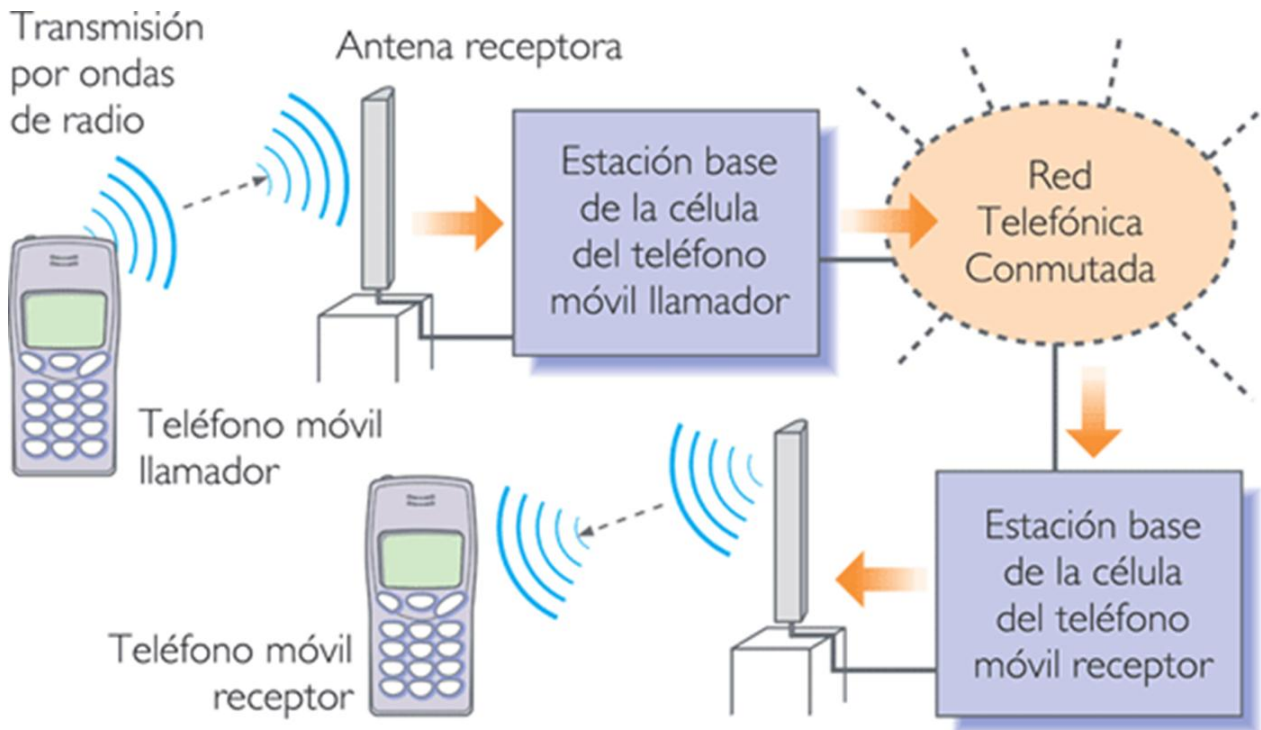 Transmisión
por ondas
de radio
Antena receptora
Estación base
de la célula
del teléfono
móvil llamador
Red
Telefónica
Conmutada
Teléfono móvil
llamador
Teléfono móvil
receptor
Estación base
de la célula
del teléfono
móvil receptor